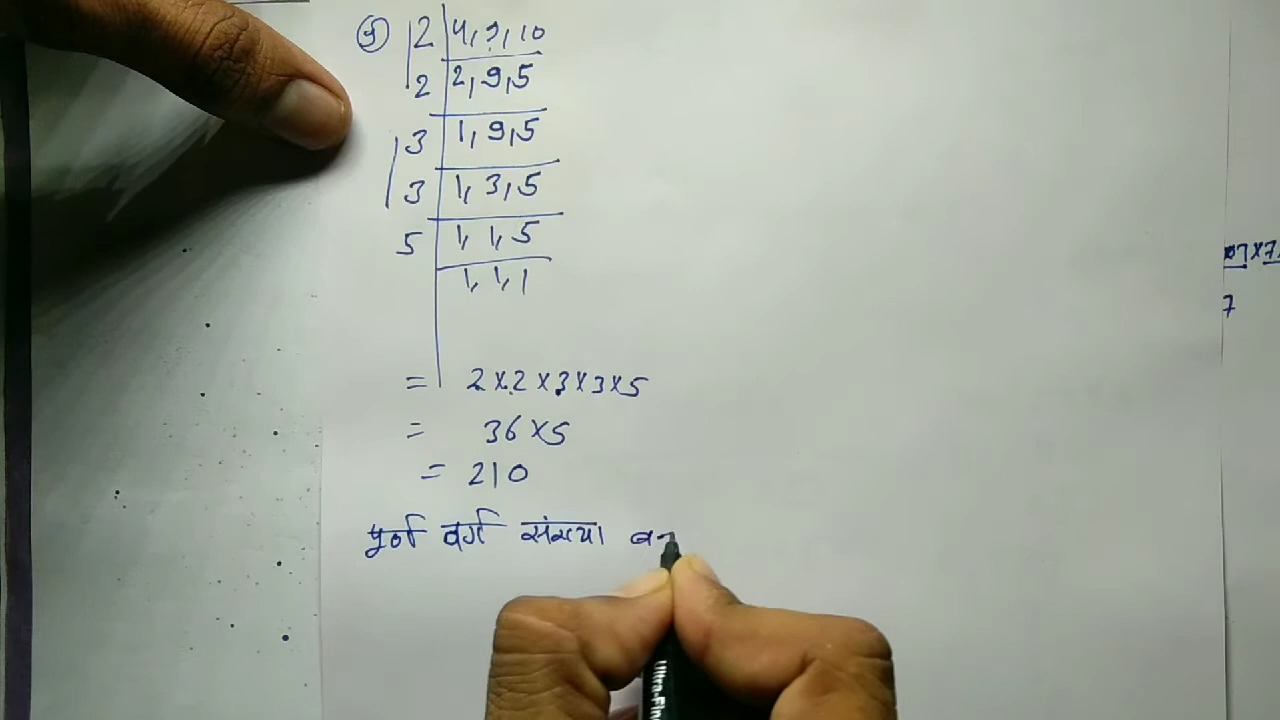 9 2 | 4, 9, 10
2 | 2, 9, 5
3 | 1, 9, 5
3 | 1, 3, 5
5 | 1, 1, 5
1, 1, 1
= 2×2×3×3×5
= 36×5
= 210
पूर्ण वर्ग संख्या
7